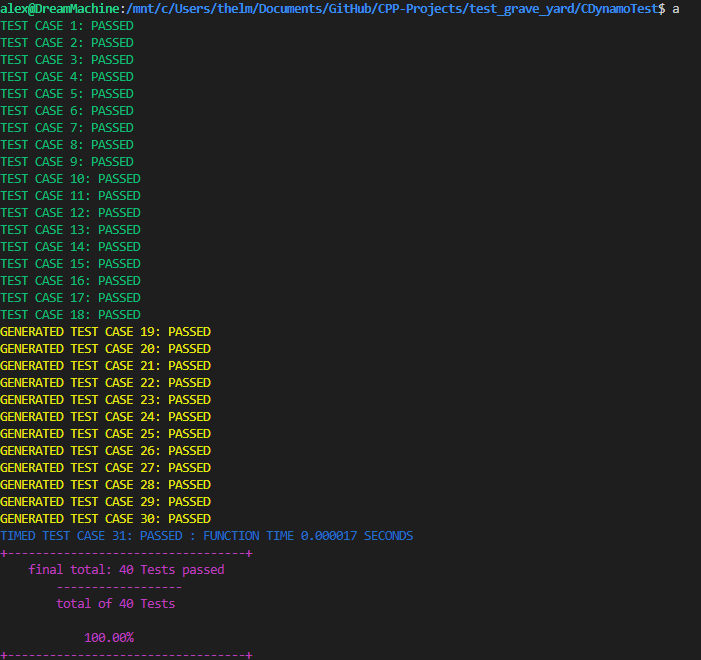 alex@DreamMachine:/mnt/c/Users/thelm/Documents/GitHub/CPP-Projects/test_grave_yard/CDynamoTest$ a
TEST CASE 1: PASSED
TEST CASE 2: PASSED
TEST CASE 3: PASSED
TEST CASE 4: PASSED
TEST CASE 5: PASSED
TEST CASE 6: PASSED
TEST CASE 7: PASSED
TEST CASE 8: PASSED
TEST CASE 9: PASSED
TEST CASE 10: PASSED
TEST CASE 11: PASSED
TEST CASE 12: PASSED
TEST CASE 13: PASSED
TEST CASE 14: PASSED
TEST CASE 15: PASSED
TEST CASE 16: PASSED
TEST CASE 17: PASSED
TEST CASE 18: PASSED
GENERATED TEST CASE 19: PASSED
GENERATED TEST CASE 20: PASSED
GENERATED TEST CASE 21: PASSED
GENERATED TEST CASE 22: PASSED
GENERATED TEST CASE 23: PASSED
GENERATED TEST CASE 24: PASSED
GENERATED TEST CASE 25: PASSED
GENERATED TEST CASE 26: PASSED
GENERATED TEST CASE 27: PASSED
GENERATED TEST CASE 28: PASSED
GENERATED TEST CASE 29: PASSED
GENERATED TEST CASE 30: PASSED
TIMED TEST CASE 31: PASSED : FUNCTION TIME 0.000017 SECONDS
+----------------------------------+
final total: 40 Tests passed
------------------
total of 40 Tests
100.00%
+----------------------------------+